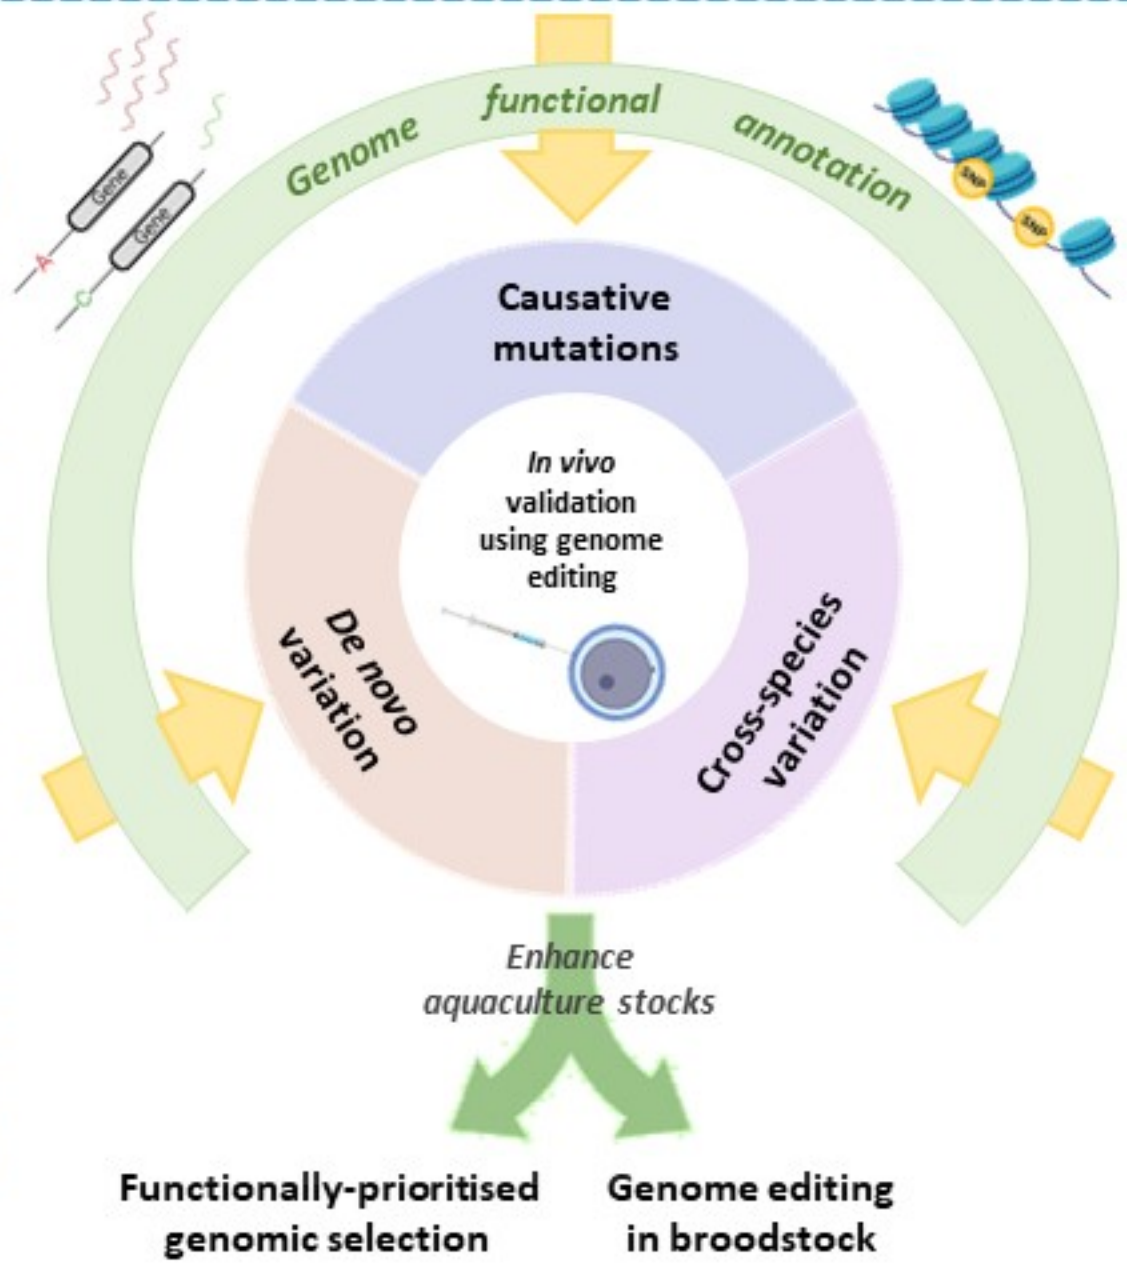 Genome functional annotation
Gene
Gene
A
C
SNP
SNP
Causative
mutations
In vivo
validation
using genome
editing
De novo
variation
Cross-species
variation
Enhance
aquaculture stocks
Functionally-prioritised
genomic selection
Genome editing
in broodstock